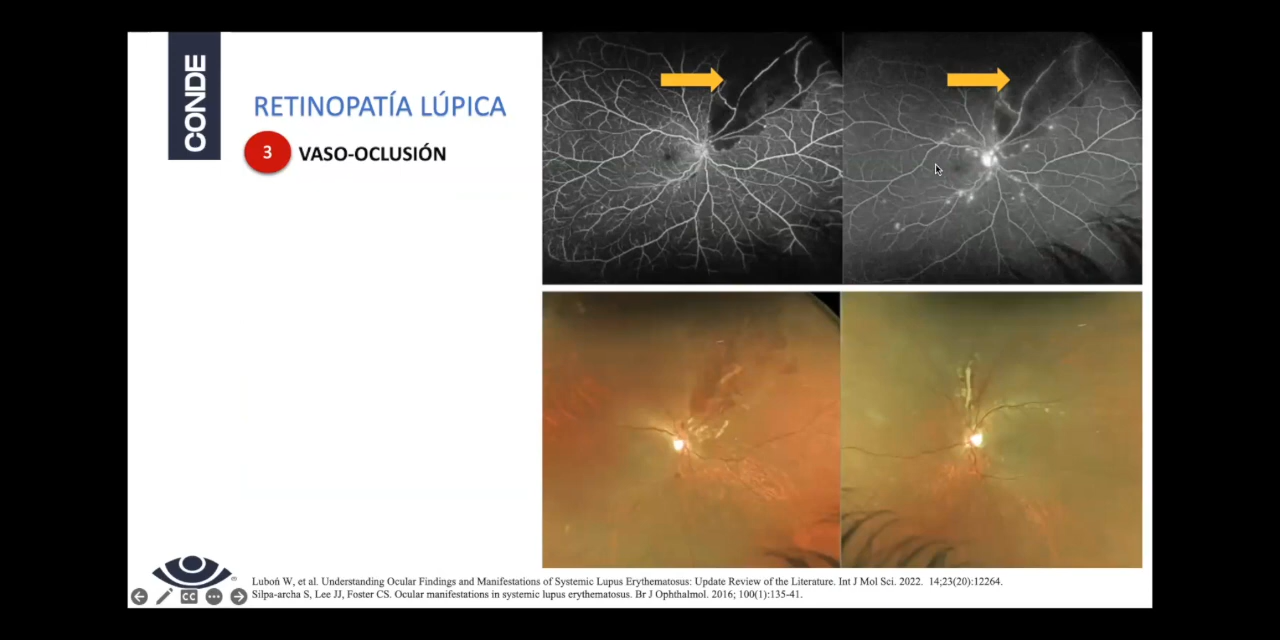 CONDE
RETINOPATÍA LÚPICA
3 VASO-OCLUSIÓN
Luboń W, et al. Understanding Ocular Findings and Manifestations of Systemic Lupus Erythematosus: Update Review of the Literature. Int J Mol Sci. 2022. 14;23(20):12264.
CC Silpa-archa S, Lee JJ, Foster CS. Ocular manifestations in systemic lupus erythematosus. Br J Ophthalmol. 2016; 100(1):135-41.